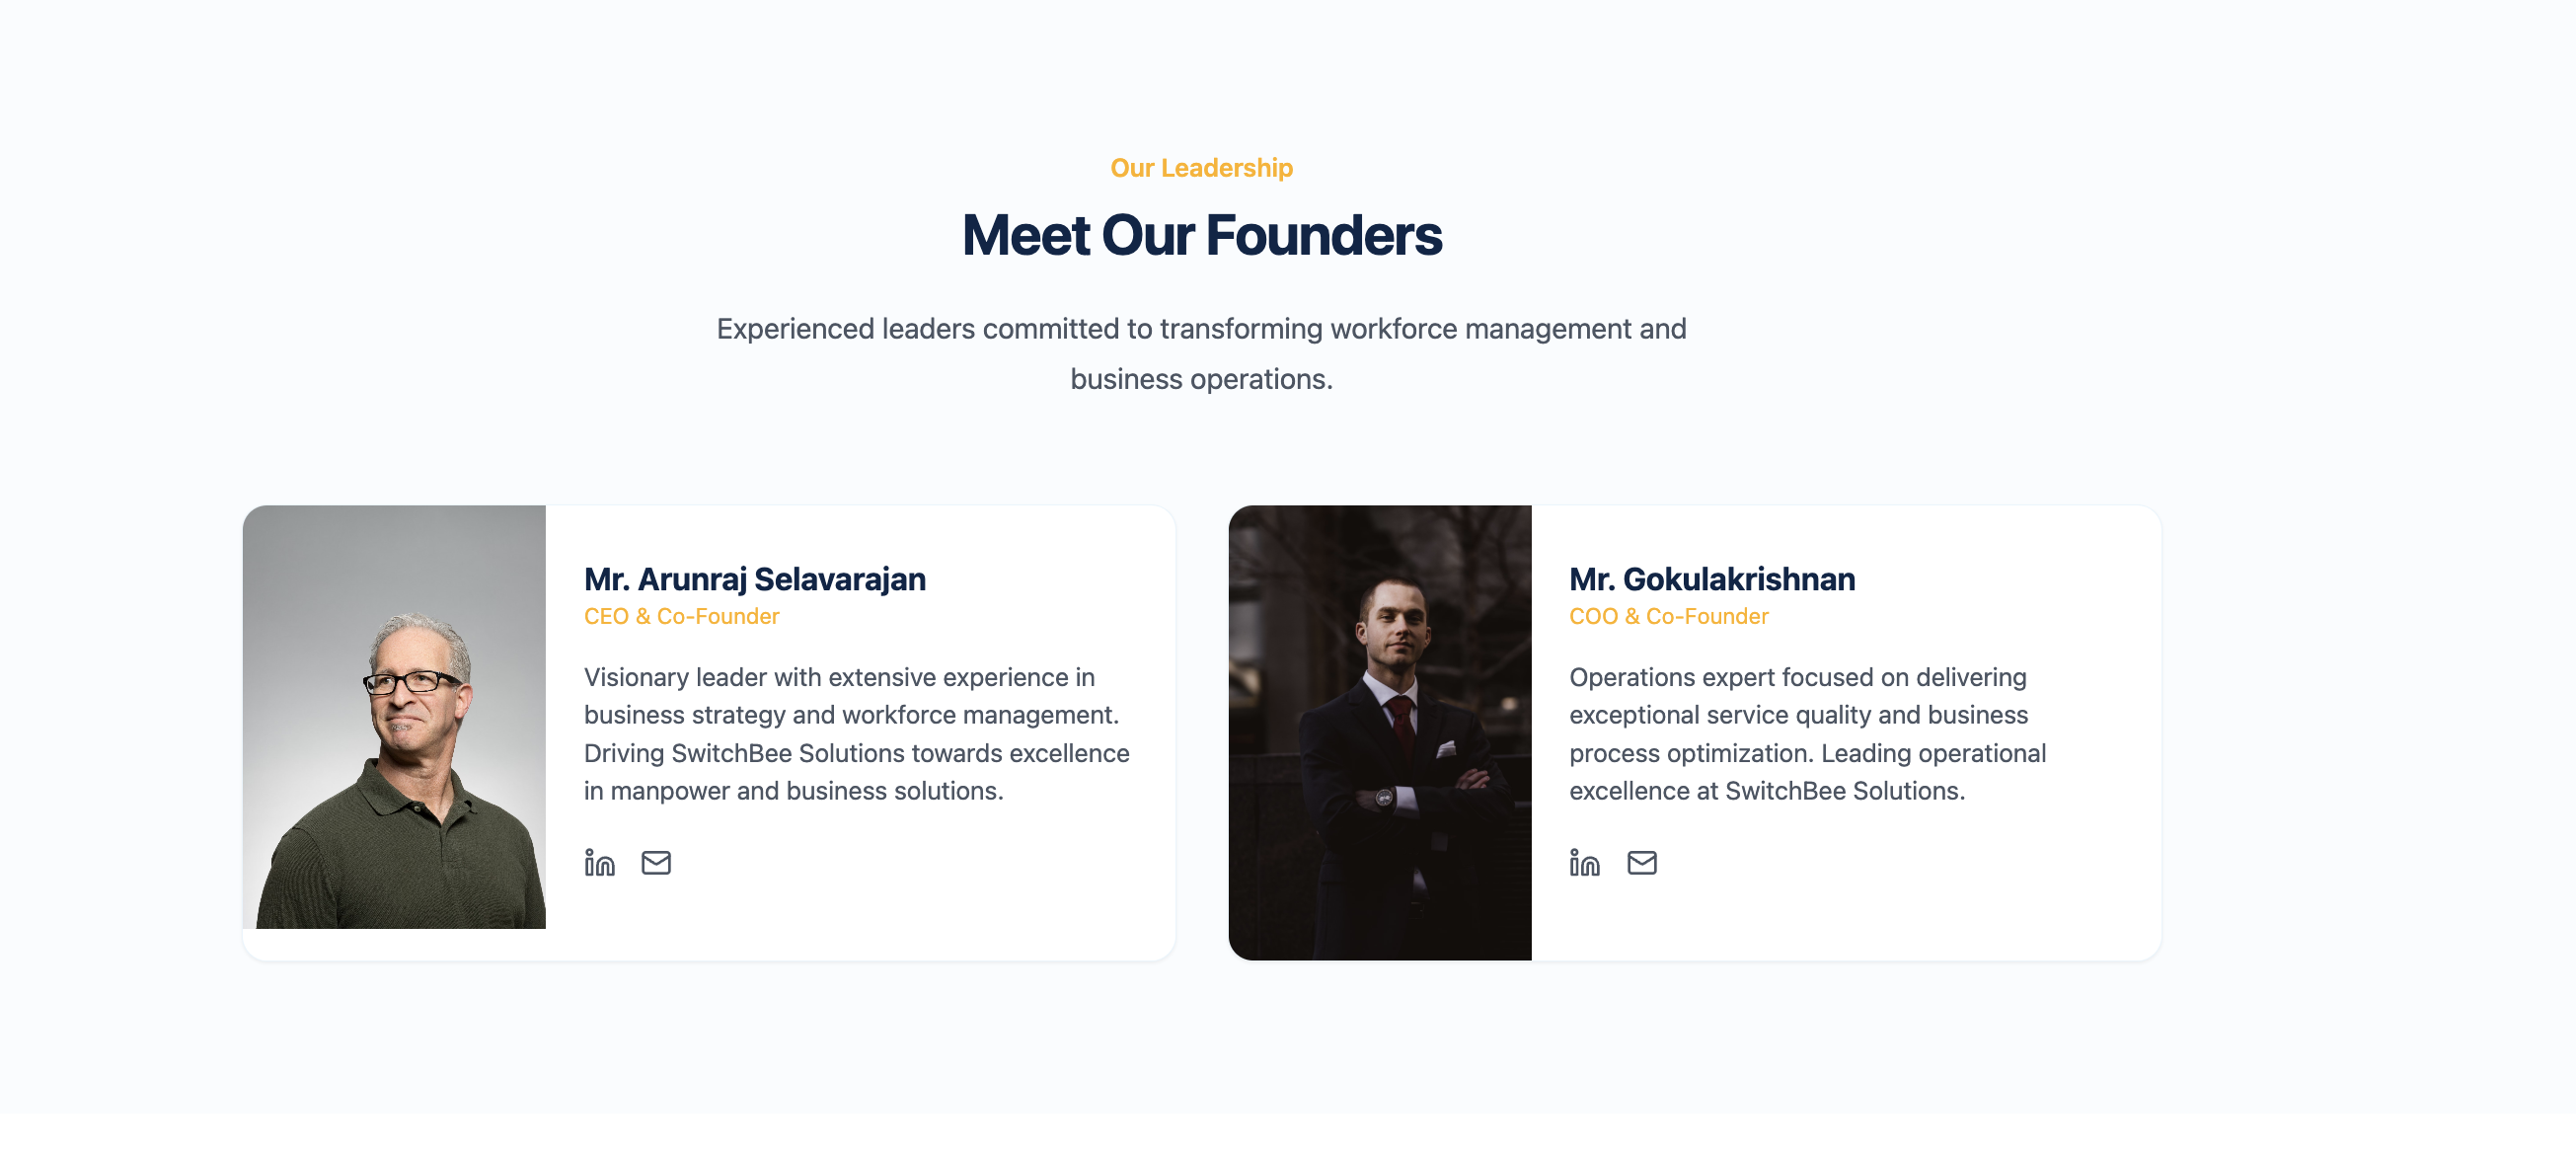 Our Leadership
Meet Our Founders
Experienced leaders committed to transforming workforce management and
business operations.
Mr. Arunraj Selavarajan
CEO & Co-Founder
Visionary leader with extensive experience in
business strategy and workforce management.
Driving SwitchBee Solutions towards excellence
in manpower and business solutions.
Mr. Gokulakrishnan
COO & Co-Founder
Operations expert focused on delivering
exceptional service quality and business
process optimization. Leading operational
excellence at SwitchBee Solutions.